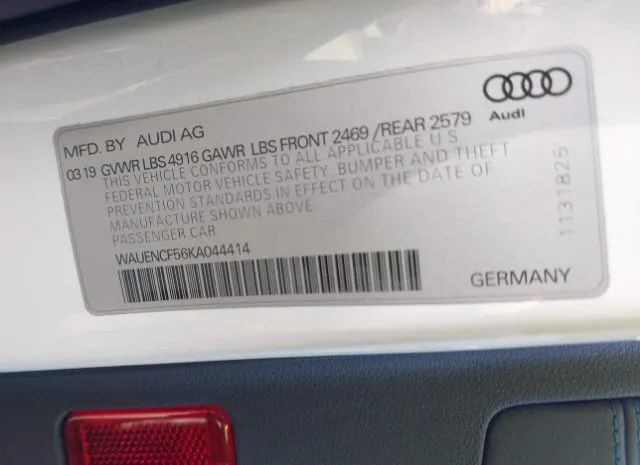 MFD. BY AUDI AG
Audi
03 19 GVWR LBS 4916 GAWR LBS FRONT 2469 /REAR 2579
THIS VEHICLE CONFORMS TO ALL APPLICABLE U S
FEDERAL MOTOR VEHICLE SAFETY, BUMPER AND THEFT
PREVENTION STANDARDS IN EFFECT ON THE DATE OF
MANUFACTURE SHOWN ABOVE
PASSENGER CAR
WAUENCF56KA044414
GERMANY
1131826